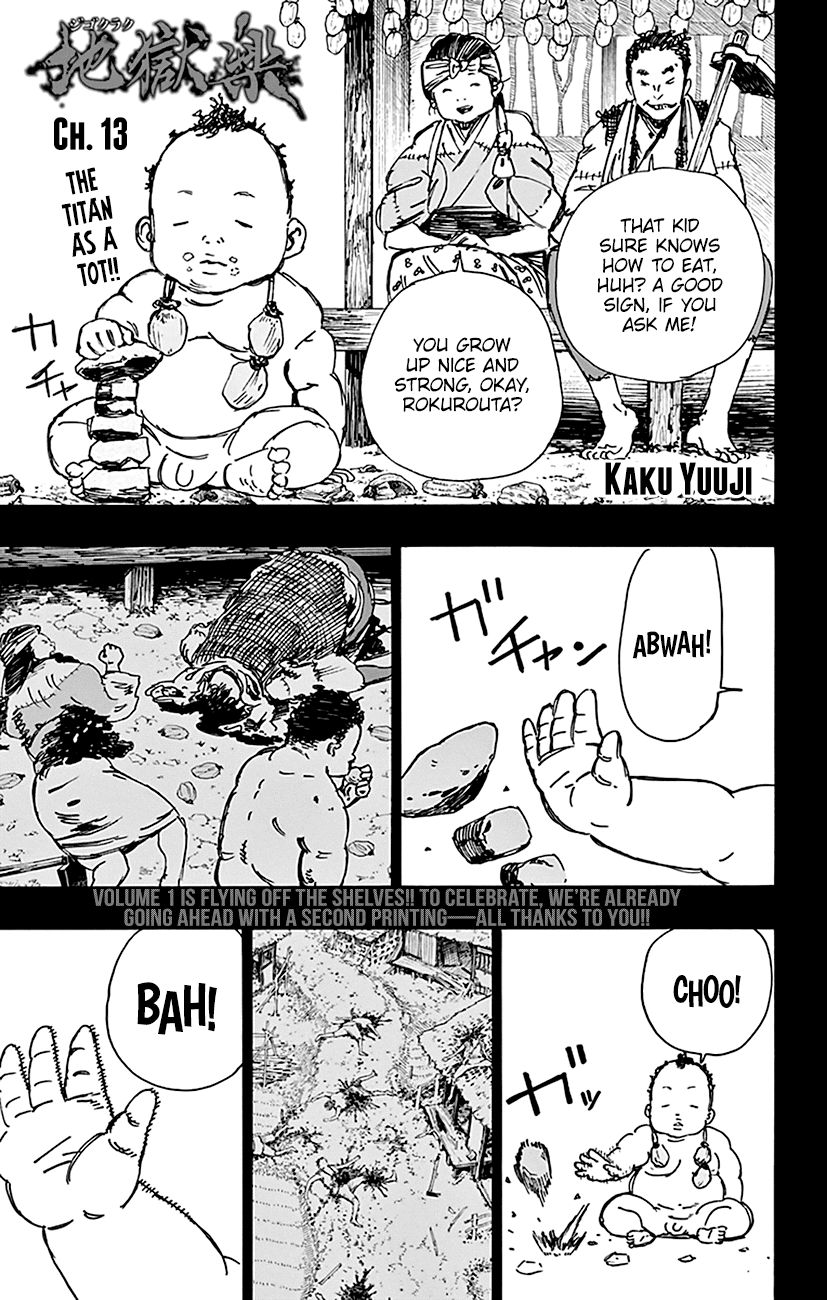 ジゴクラク
地獄楽
CH. 13
THE
TITAN
AS A
TOT!!
THAT KID
SURE KNOWS
HOW TO EAT,
HUH? A GOOD
SIGN, IF YOU
ASK ME!
YOU GROW
UP NICE AND
STRONG, OKAY,
ROKUROUTA?
ガチャ
KAKU YUUJI
ABWAH!
ガチャン
VOLUME 1 IS FLYING OFF THE SHELVES!! TO CELEBRATE, WE'RE ALREADY
GOING AHEAD WITH A SECOND PRINTING——ALL THANKS TO YOU!!
CHOO!
ガッ
BAH!